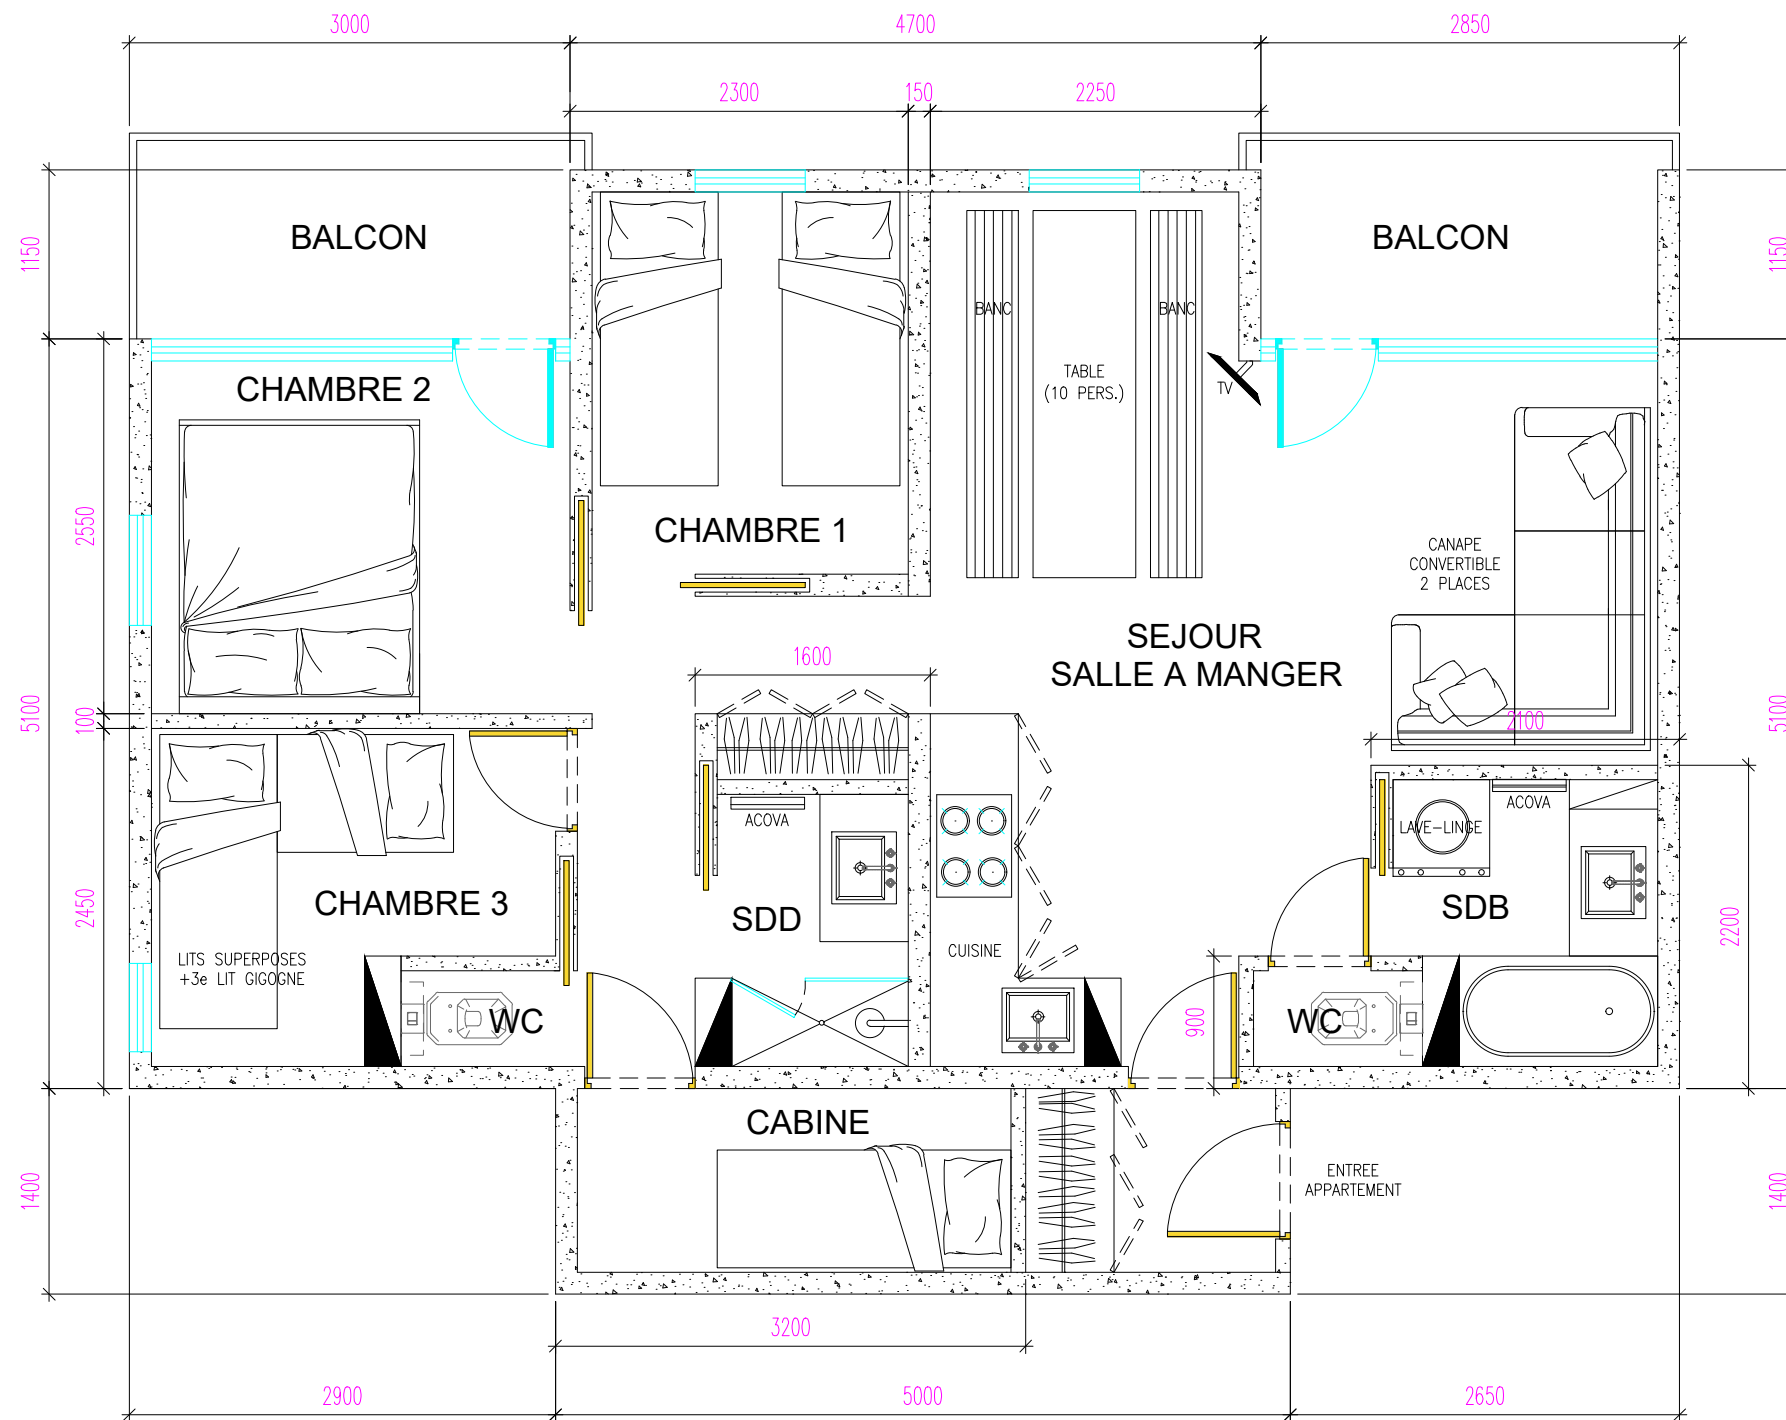 3000
4700
2850
2300
150
2250
BALCON
BALCON
1150
1150
BANC
BANC
TABLE
(10 PERS.)
TV
CHAMBRE 2
CHAMBRE 1
2550
CANAPE
CONVERTIBLE
2 PLACES
SEJOUR
SALLE A MANGER
1600
5100
100
2100
5100
ACOVA
ACOVA
LAVE-LINGE
CHAMBRE 3
SDD
SDB
2450
2200
CUISINE
LITS SUPERPOSES
+3e LIT GIGOGNE
WC
WC
900
CABINE
ENTREE
APPARTEMENT
1400
1400
3200
2900
5000
2650